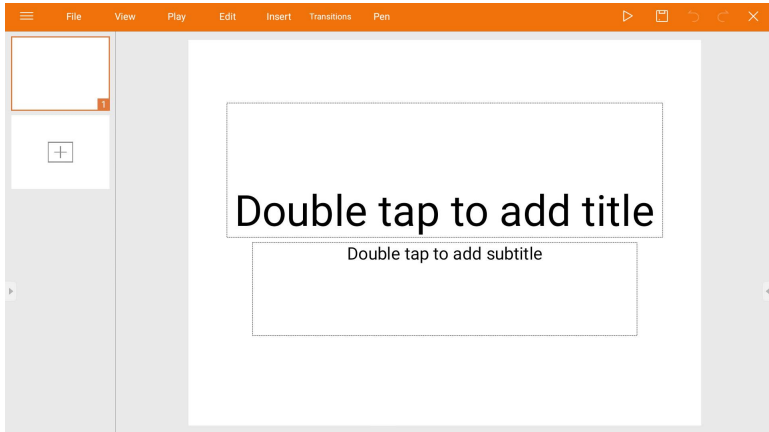 File View Play Edit Insert Transitions Pen
1
Double tap to add title
Double tap to add subtitle